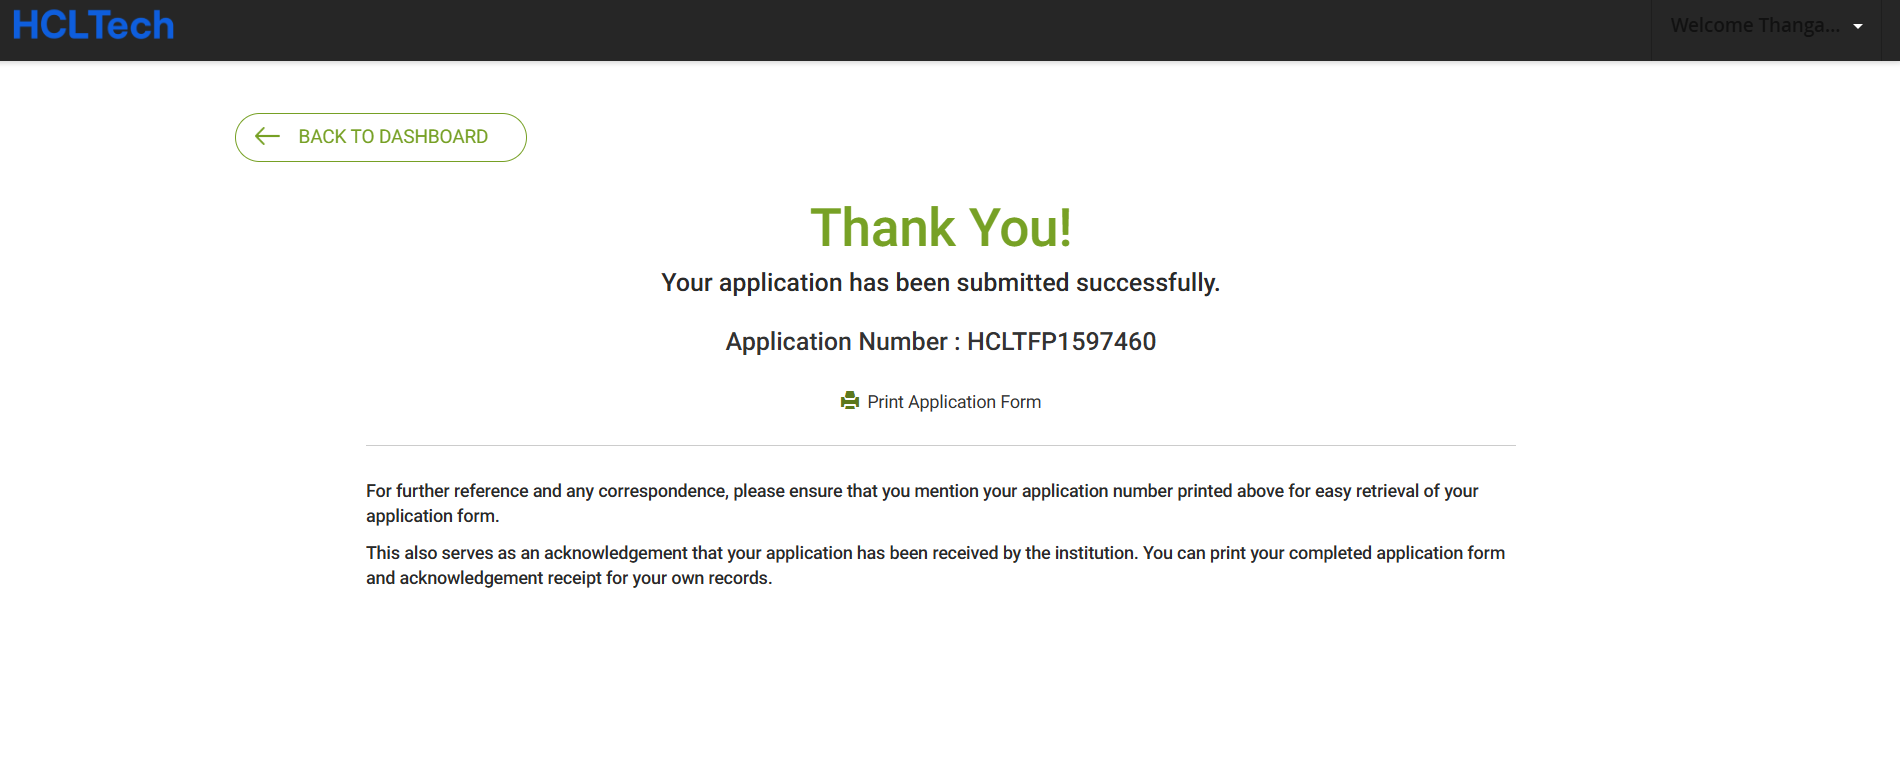 HCLTech
Welcome Thanga...
BACK TO DASHBOARD
Thank You!
Your application has been submitted successfully.
Application Number : HCLTFP1597460
Print Application Form
For further reference and any correspondence, please ensure that you mention your application number printed above for easy retrieval of your
application form.
This also serves as an acknowledgement that your application has been received by the institution. You can print your completed application form
and acknowledgement receipt for your own records.